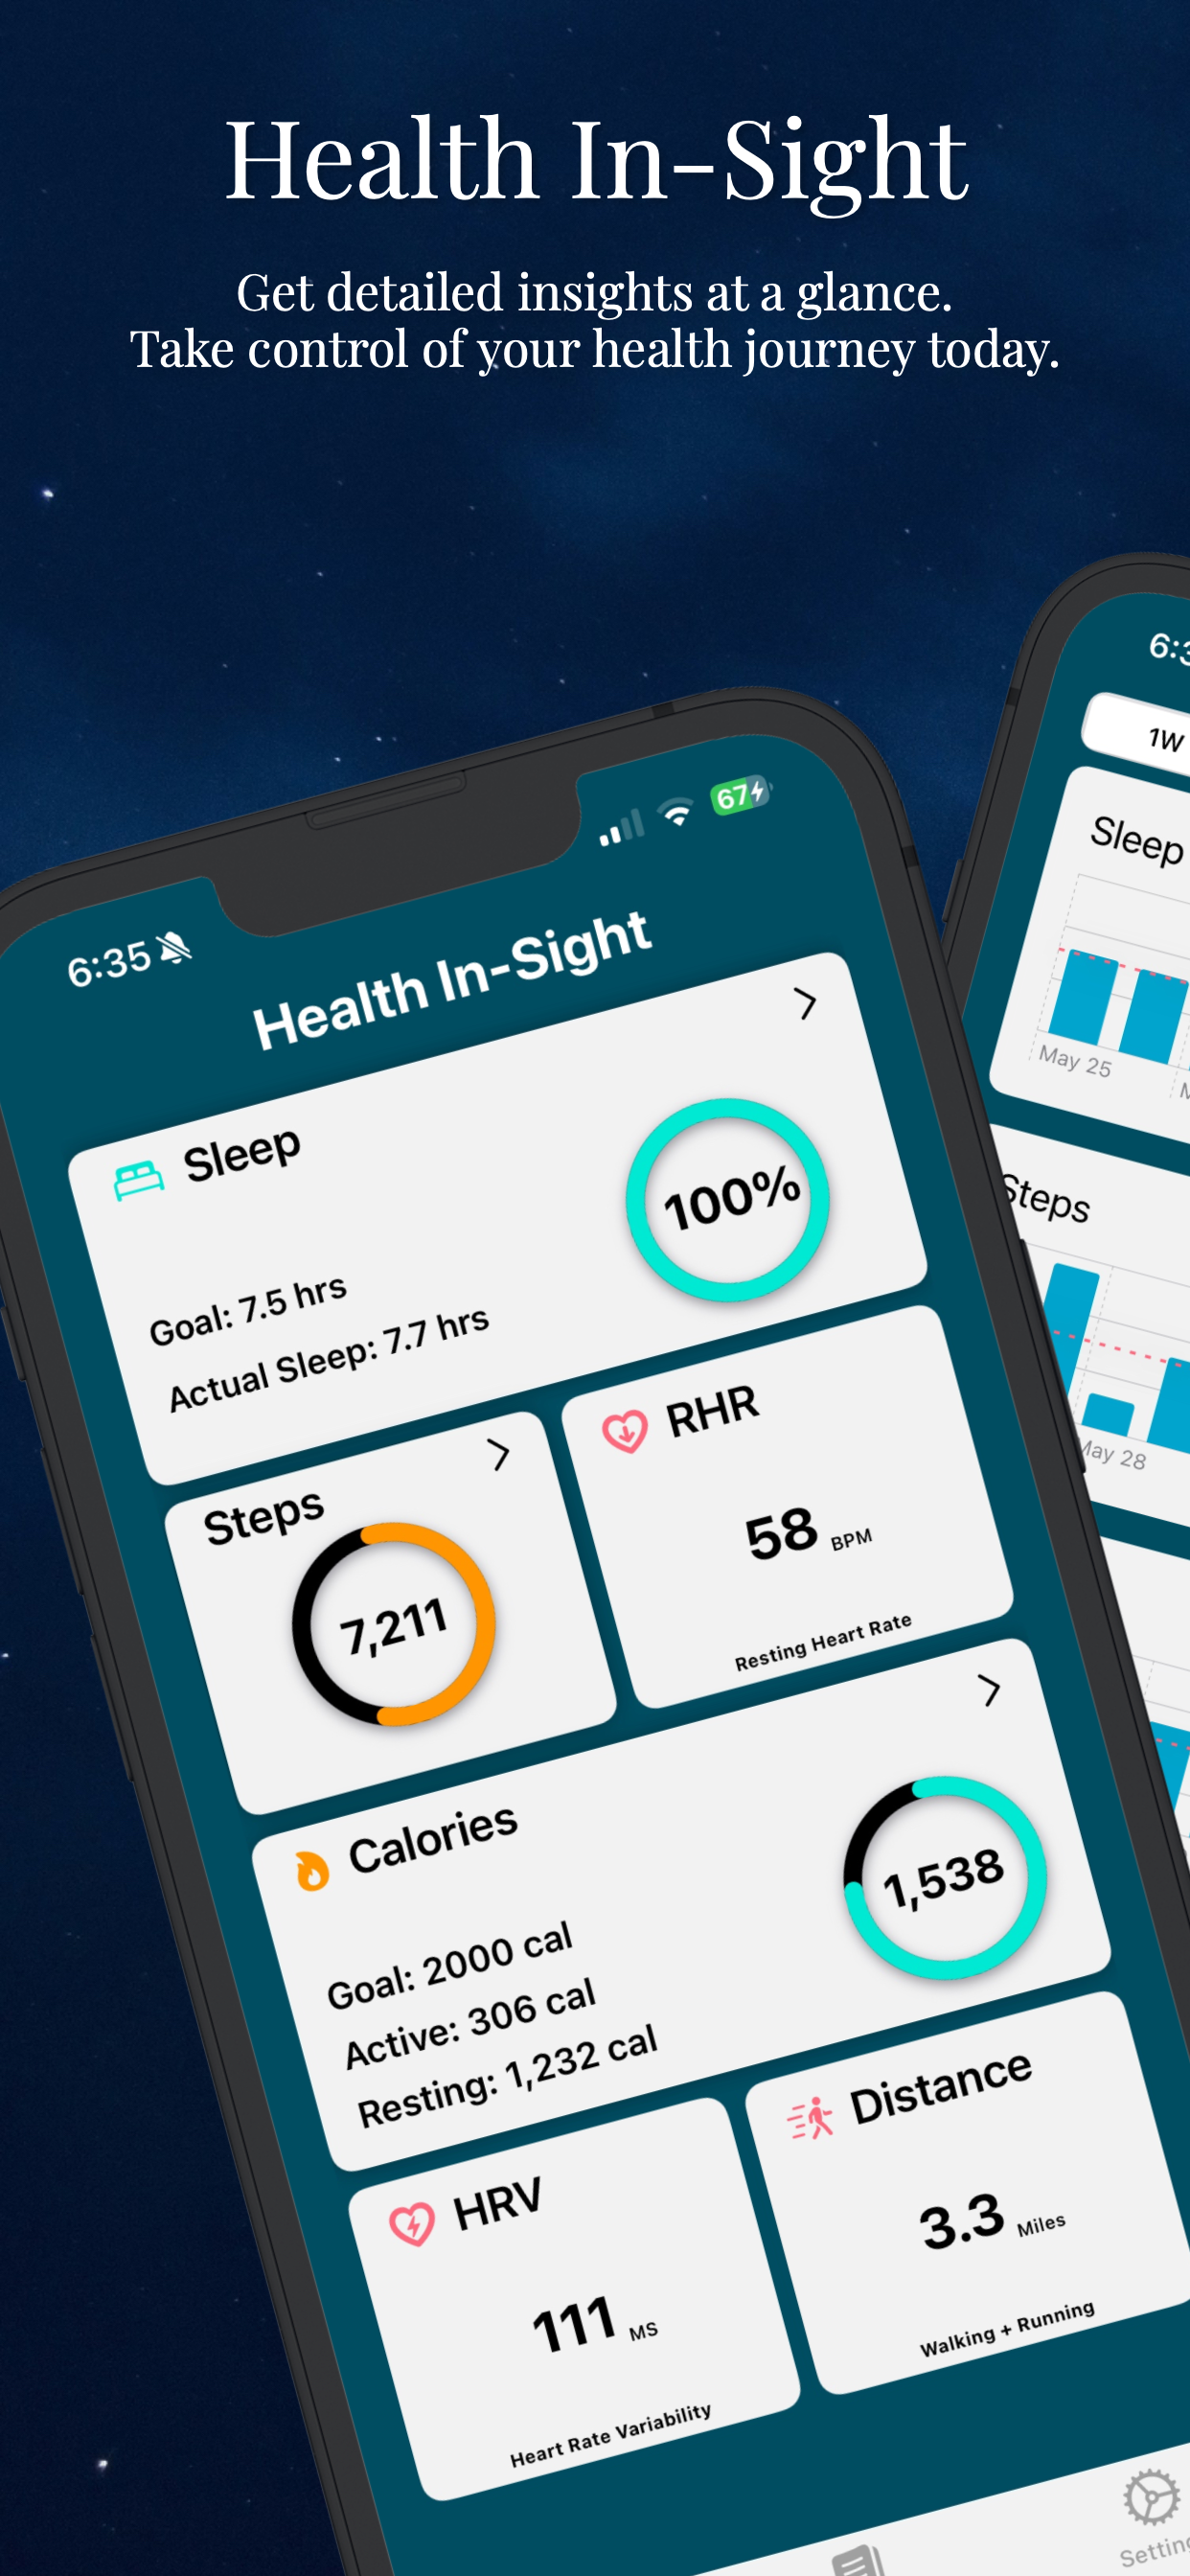 Health In-Sight
Get detailed insights at a glance.
Take control of your health journey today.
6:35
67
Health In-Sight
Sleep
100%
Goal: 7.5 hrs
Actual Sleep: 7.7 hrs
Steps
7,211
RHR
58 BPM
Resting Heart Rate
Calories
1,538
Goal: 2000 cal
Active: 306 cal
Resting: 1,232 cal
HRV
111 MS
Heart Rate Variability
Distance
3.3 Miles
Walking + Running
1W
Sleep
May 25
Steps
May 28